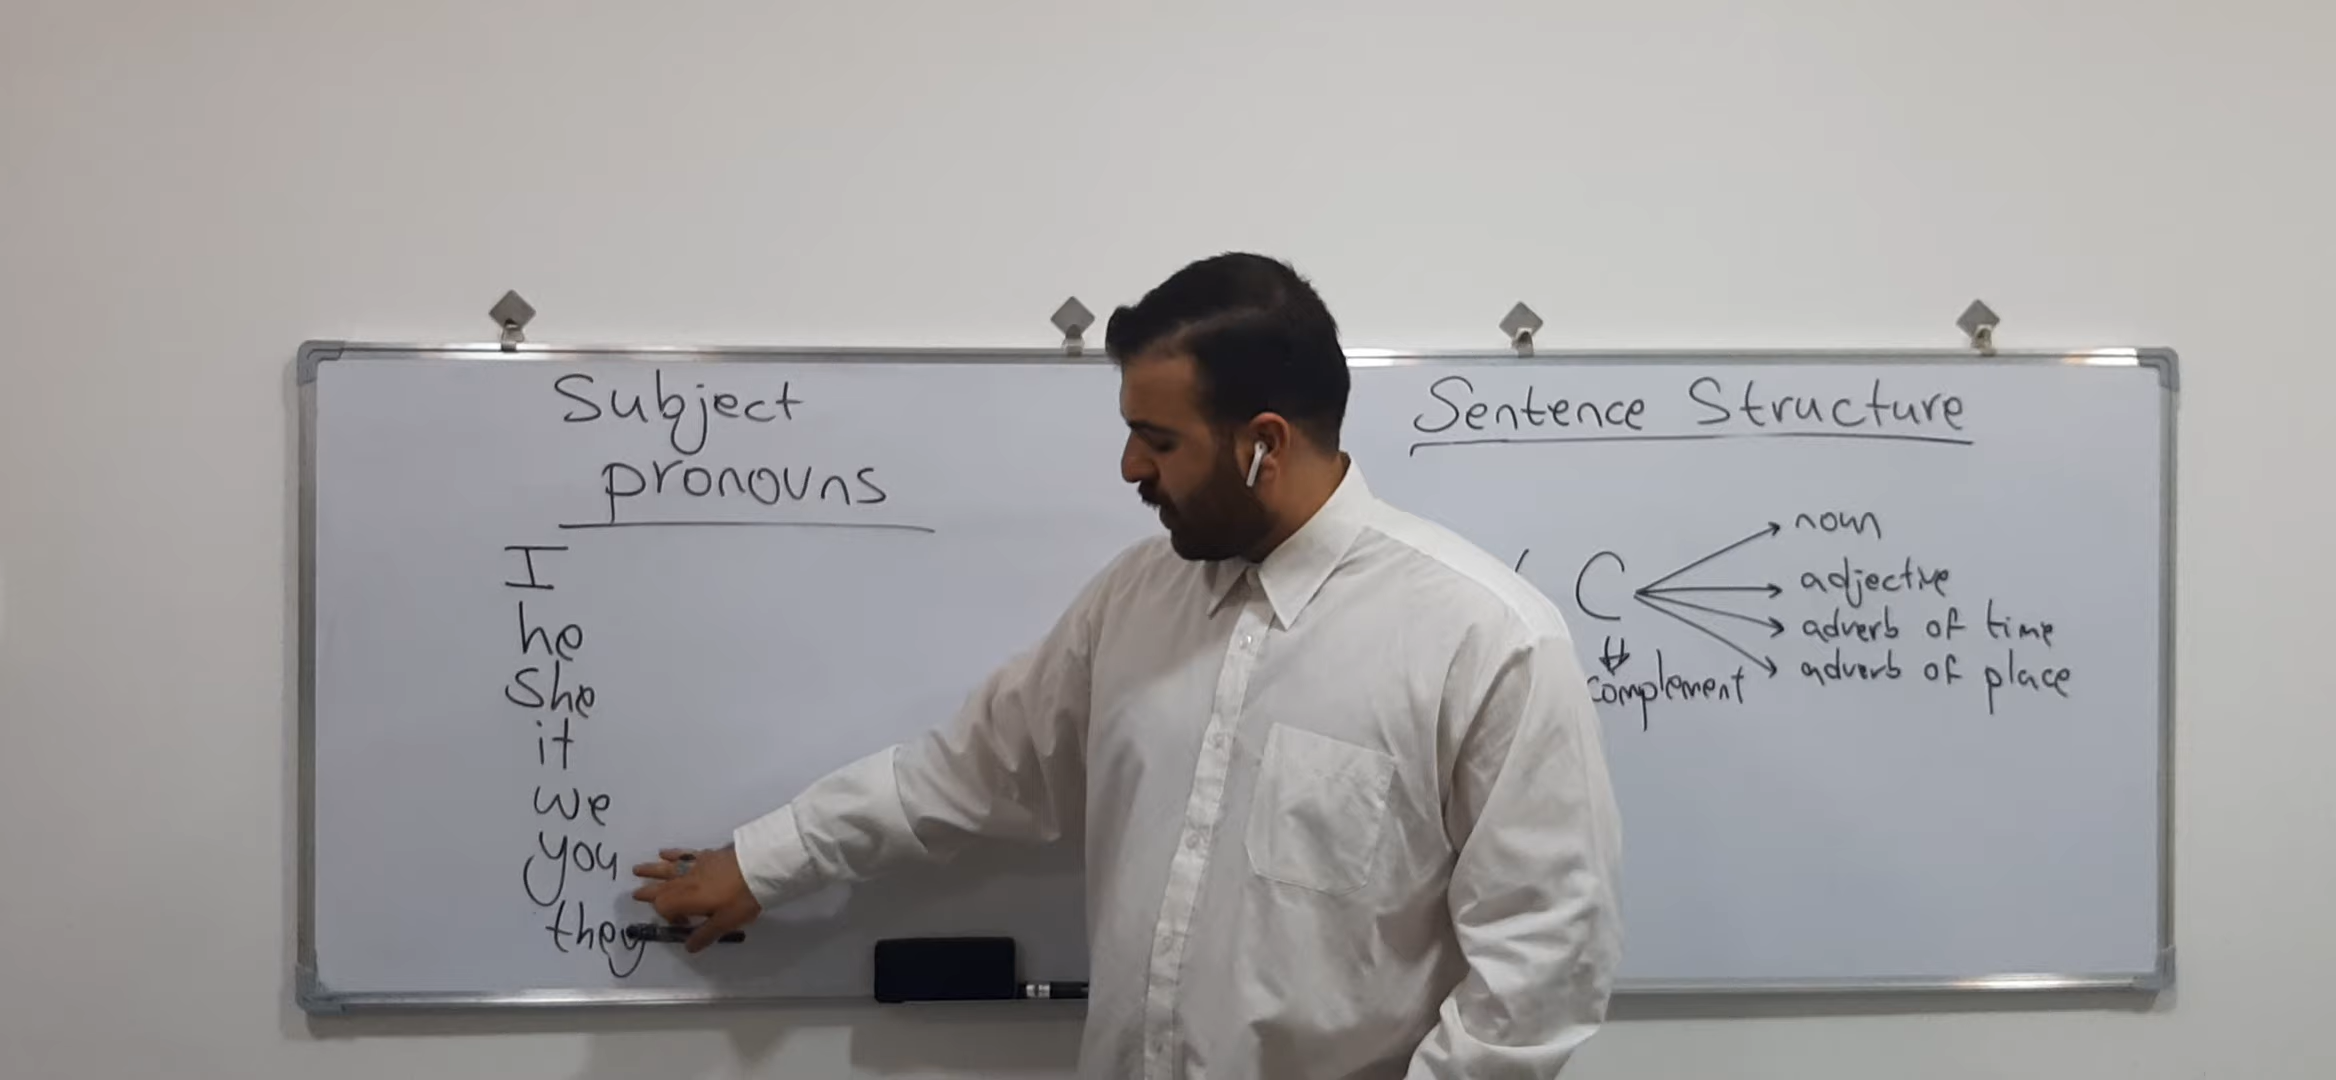 Subject
pronouns
I
he
she
it
we
you
they
Sentence Structure
C
complement
noun
adjective
adverb of time
adverb of place